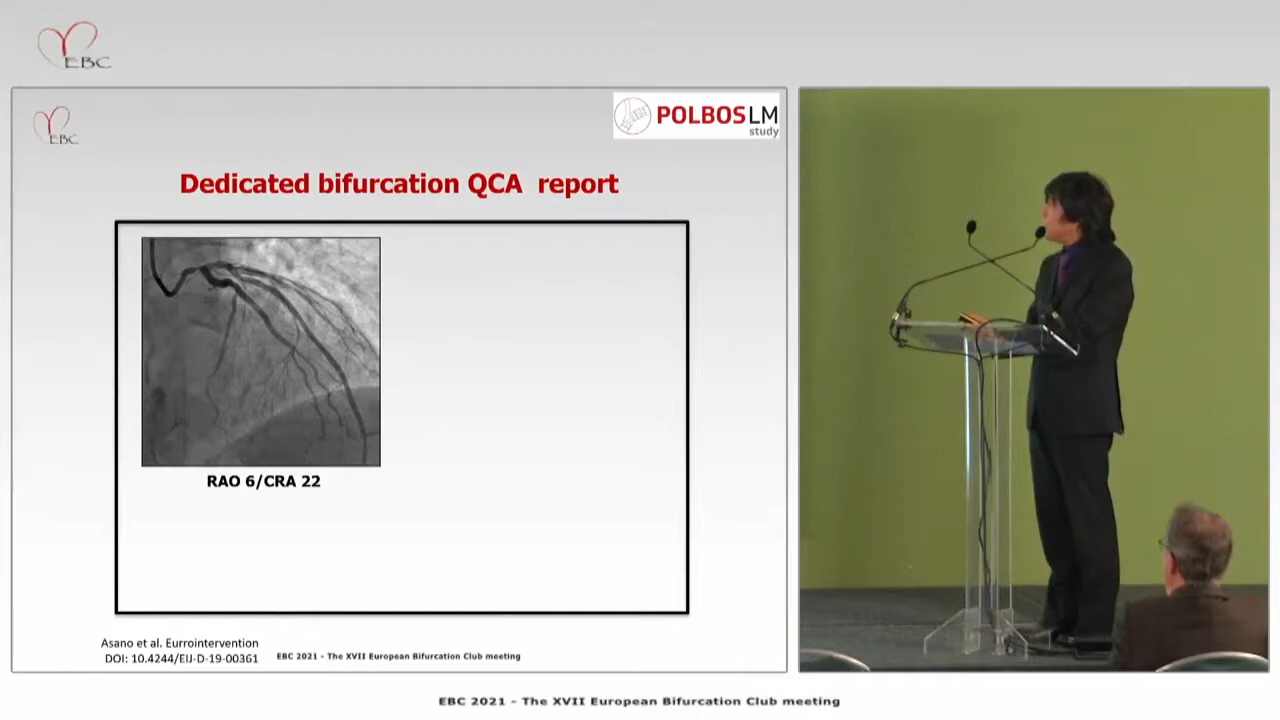 EBC
EBC
POLBOS LM
study
Dedicated bifurcation QCA report
RAO 6/CRA 22
Asano et al. Eurrointervention
DOI: 10.4244/EIJ-D-19-00361
EBC 2021 - The XVII European Bifurcation Club meeting
EBC 2021 - The XVII European Bifurcation Club meeting